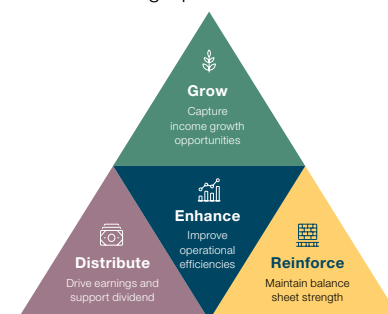 Grow
Capture
income growth
opportunities
Enhance
Improve
operational
efficiencies
Distribute
Drive earnings and
support dividend
Reinforce
Maintain balance
sheet strength